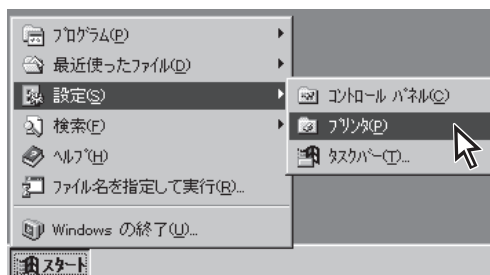 ﾌﾟﾛｸﾞﾗﾑ(P)
最近使ったﾌｧｲﾙ(D)
設定(S)
検索(F)
ﾍﾙﾌﾟ(H)
ファイル名を指定して実行(R)...
Windows の終了(U)...
ｺﾝﾄﾛｰﾙ ﾊﾟﾈﾙ(C)
ﾌﾟﾘﾝﾀ(P)
ﾀｽｸﾊﾞｰ(T)...
スタート